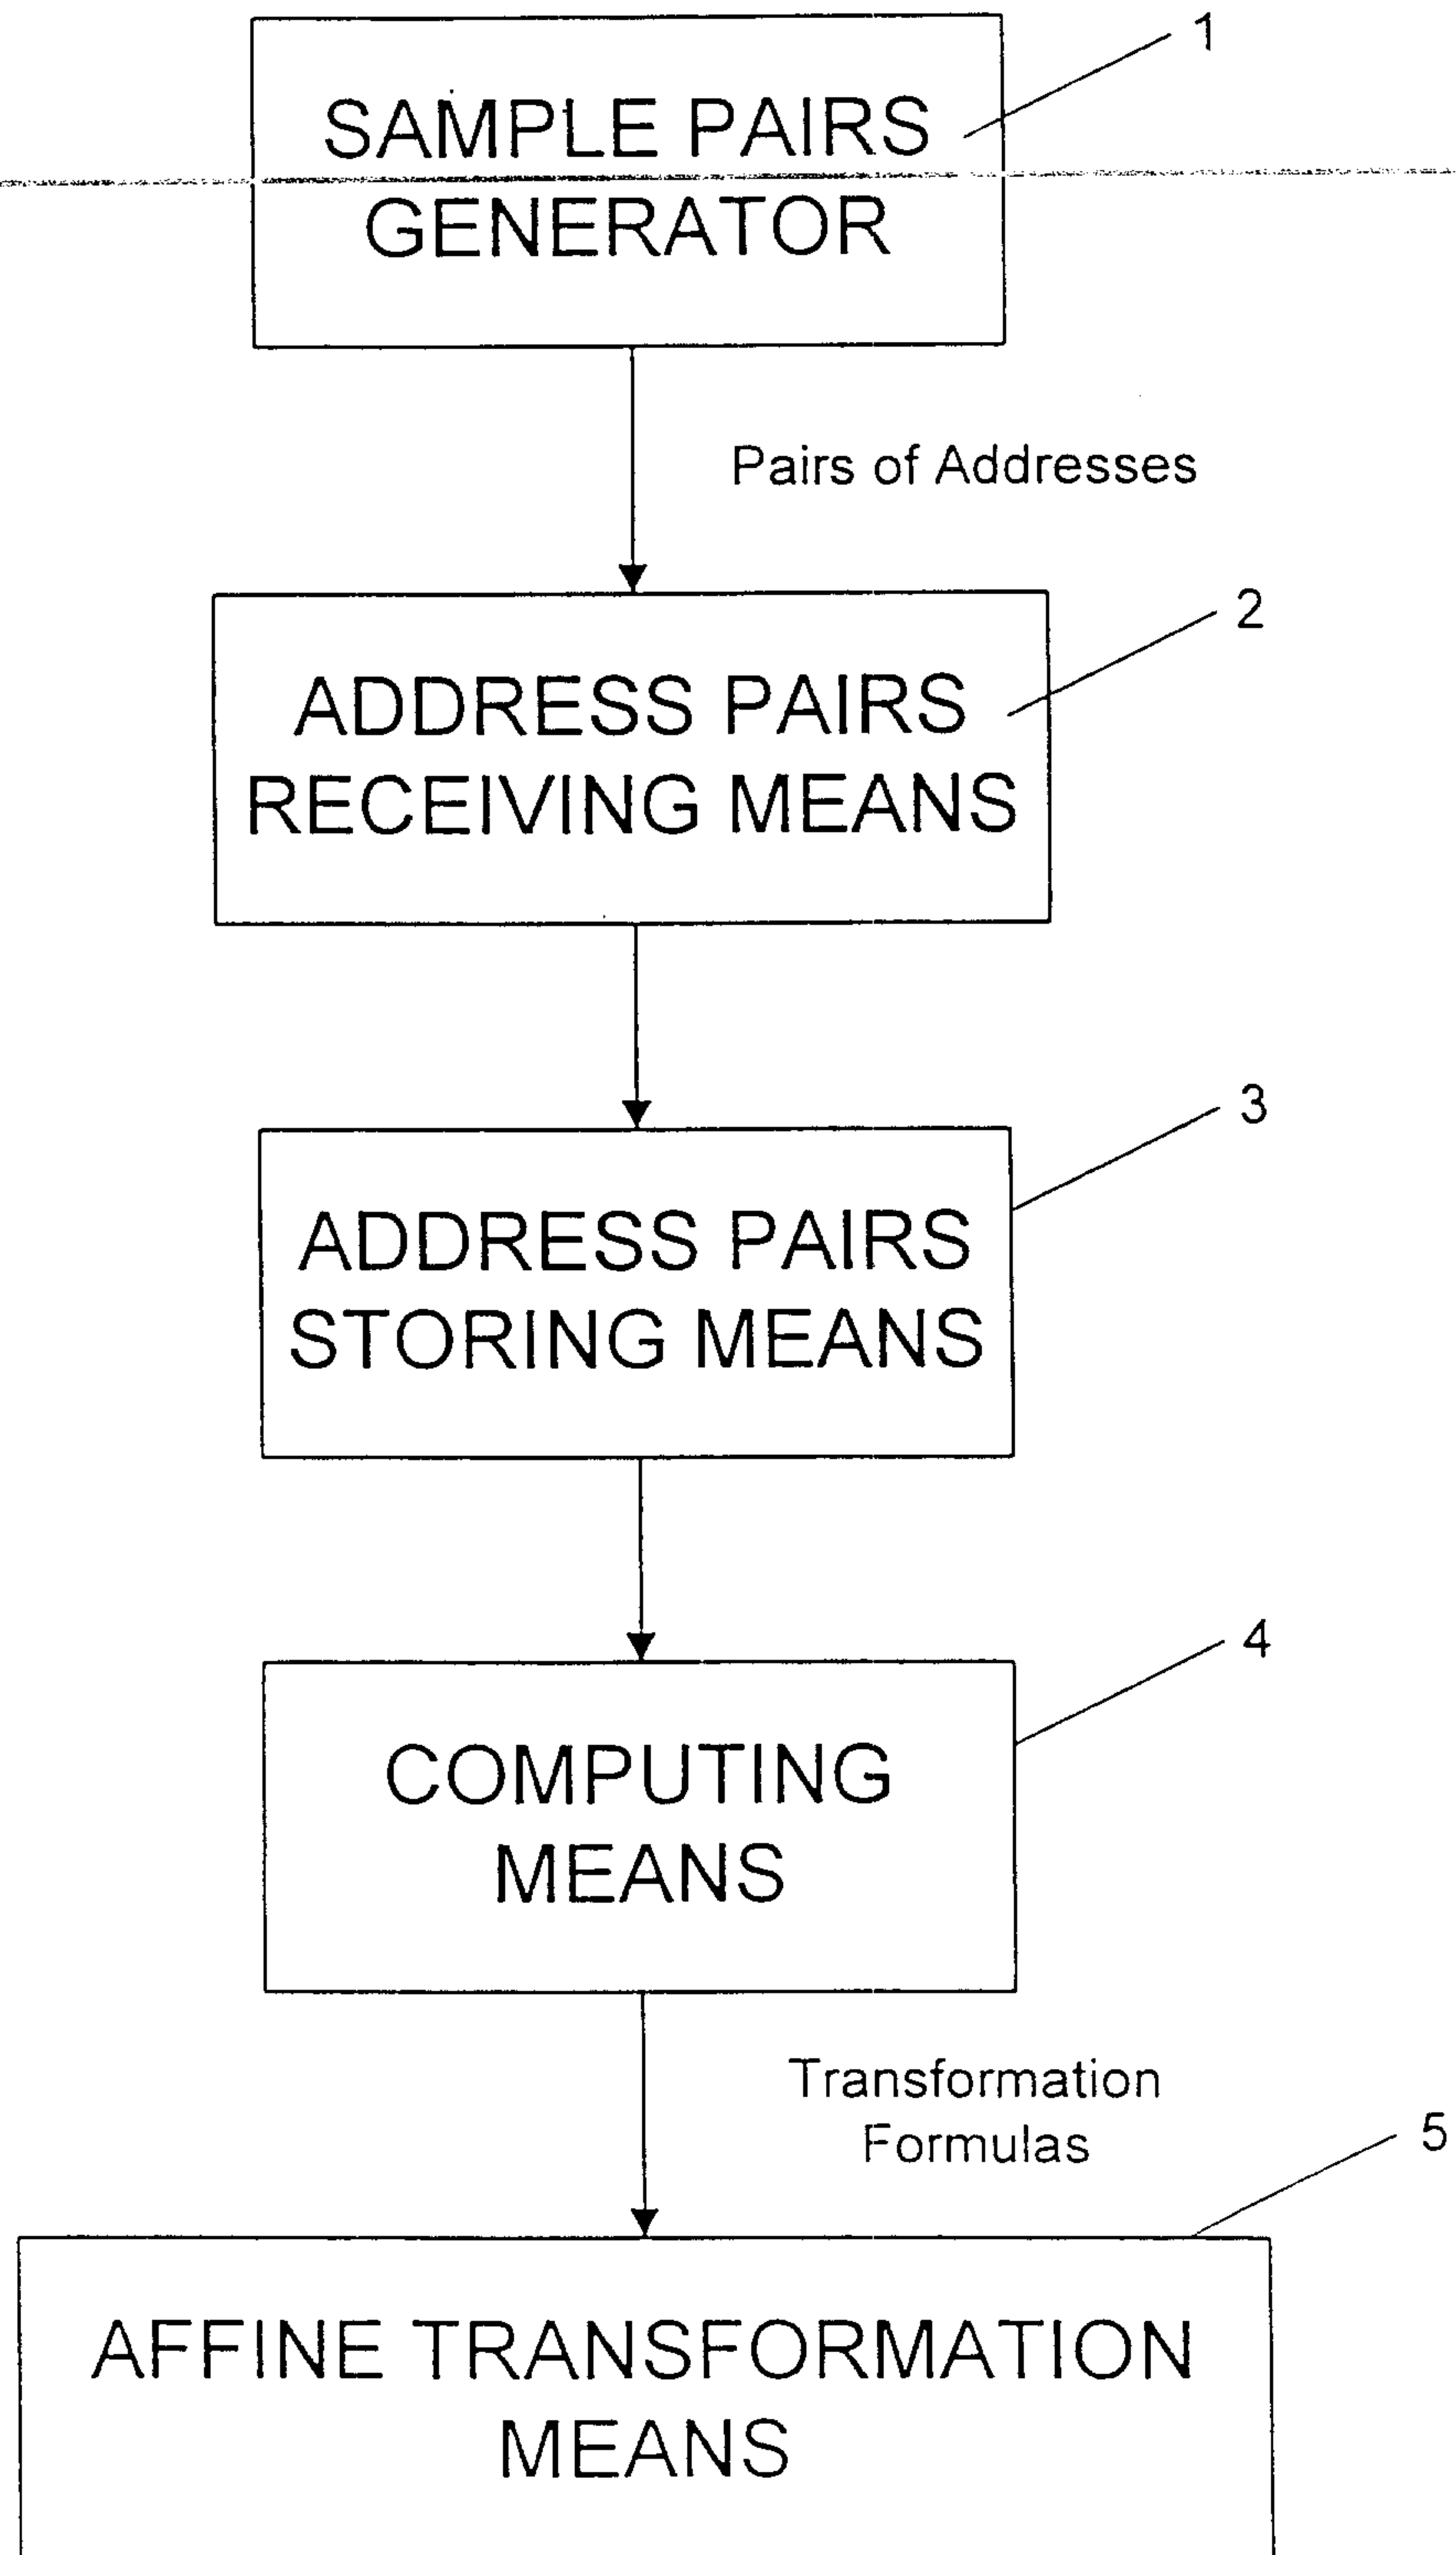 1
SAMPLE PAIRS
GENERATOR
Pairs of Addresses
2
ADDRESS PAIRS
RECEIVING MEANS
3
ADDRESS PAIRS
STORING MEANS
4
COMPUTING
MEANS
Transformation
Formulas
5
AFFINE TRANSFORMATION
MEANS